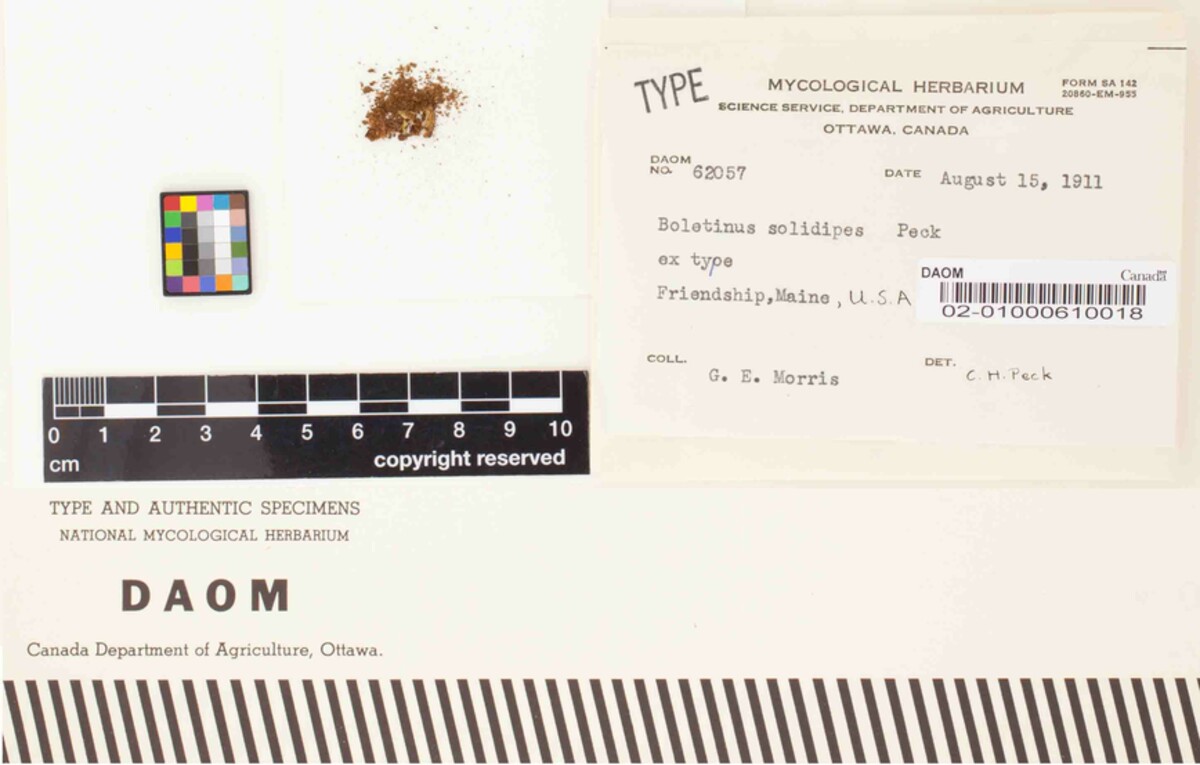 TYPE
MYCOLOGICAL HERBARIUM
FORM SA 142
20860-EM-955
SCIENCE SERVICE, DEPARTMENT OF AGRICULTURE
OTTAWA, CANADA
DAOM NO. 62057
DATE August 15, 1911
Boletinus solidipes Peck
ex type
Friendship, Maine, U.S.A
DAOM Canada
02-01000610018
COLL. G. E. Morris
DET. C. H. Peck
0 1 2 3 4 5 6 7 8 9 10
cm copyright reserved
TYPE AND AUTHENTIC SPECIMENS
NATIONAL MYCOLOGICAL HERBARIUM
DAOM
Canada Department of Agriculture, Ottawa.